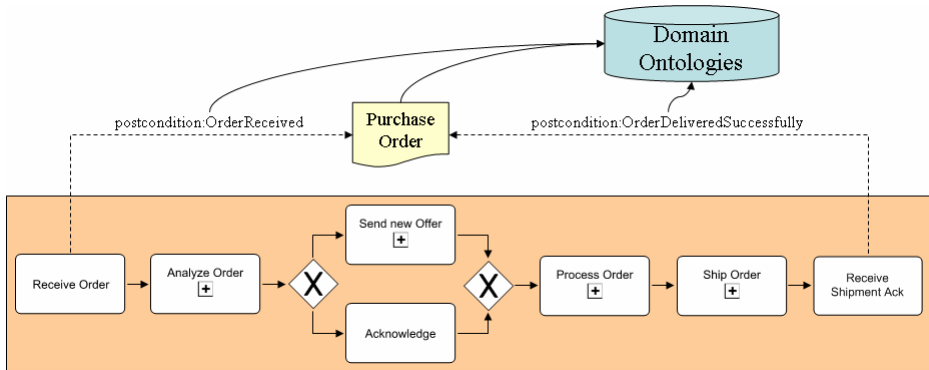 Domain
Ontologies
postcondition:OrderReceived
Purchase
Order
postcondition:OrderDeliveredSuccessfully
Send new Offer
Receive Order
Analyze Order
X
X
Process Order
Ship Order
Receive
Shipment Ack
Acknowledge